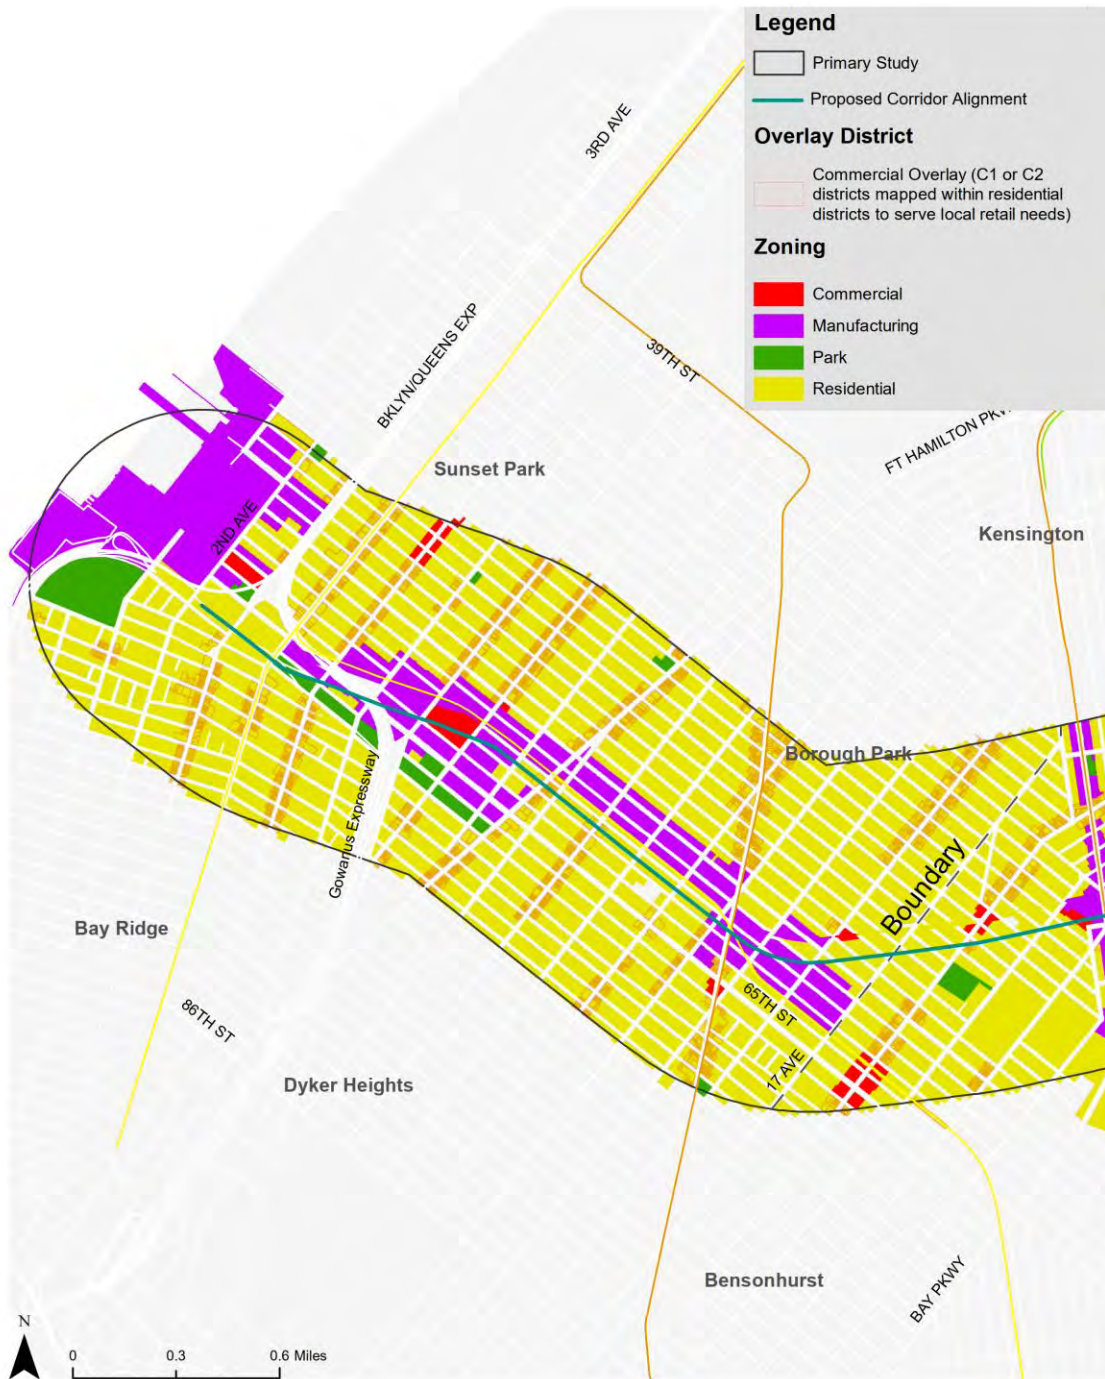 Legend
Primary Study
Proposed Corridor Alignment
Overlay District
Commercial Overlay (C1 or C2
districts mapped within residential
districts to serve local retail needs)
Zoning
Commercial
Manufacturing
Park
Residential
3RD AVE
BKLYN/QUEENS EXP
39TH ST
FT HAMILTON PKW
Sunset Park
Kensington
2ND AVE
Borough Park
Gowanus Expressway
Boundary
Bay Ridge
65TH ST
86TH ST
17 AVE
Dyker Heights
Bensonhurst
BAY PKWY
N
0 0.3 0.6 Miles